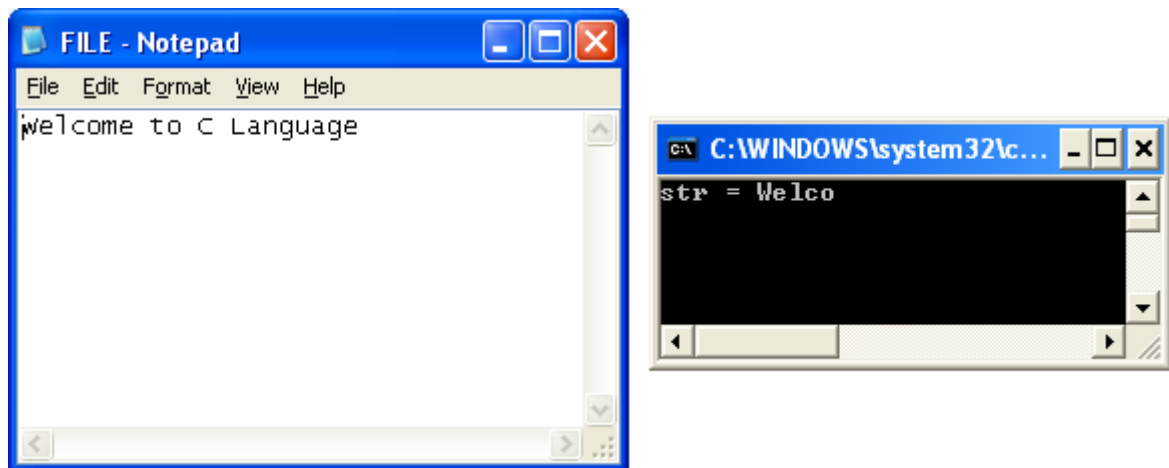 FILE - Notepad
File Edit Format View Help
Welcome to C Language
C:\WINDOWS\system32\c...
str = Welco